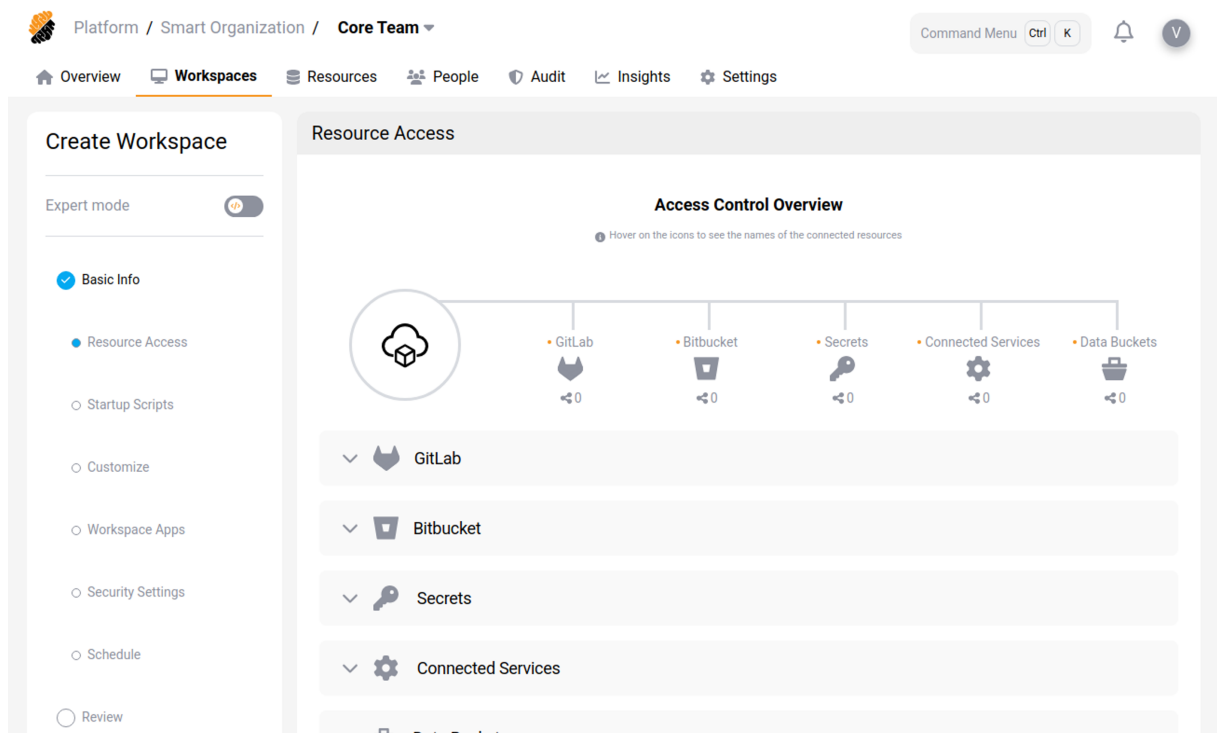 Platform / Smart Organization / Core Team
Command Menu Ctrl K
V
Overview Workspaces Resources People Audit Insights Settings
Create Workspace
Expert mode
Basic Info
Resource Access
Startup Scripts
Customize
Workspace Apps
Security Settings
Schedule
Review
Resource Access
Access Control Overview
Hover on the icons to see the names of the connected resources
GitLab Bitbucket Secrets Connected Services Data Buckets
0 0 0 0 0
GitLab
Bitbucket
Secrets
Connected Services